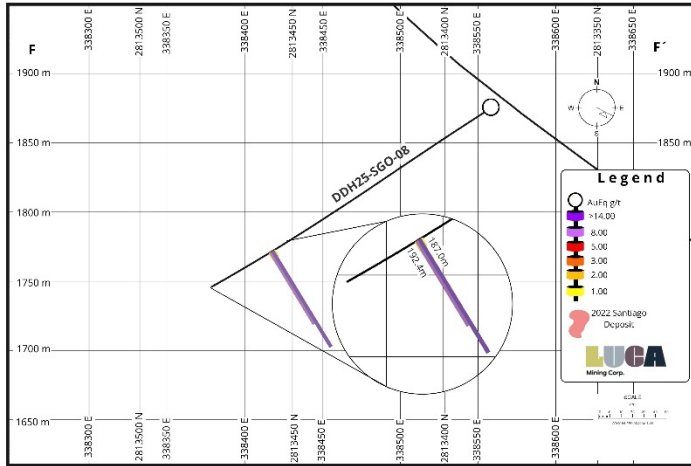 F
338300 E
2813500 N
338350 E
338400 E
2813450 N
338450 E
338500 E
2813400 N
338550 E
338600 E
2813350 N
338650 E
F´
1900 m
1850 m
1800 m
1750 m
1700 m
1650 m
1850 m
1650 m
N
W
E
S
DDH25-SGO-08
187.0m
192.4m
Legend
AuEq g/t
>14.00
8.00
5.00
3.00
2.00
1.00
2022 Santiago
Deposit
LUCA
Mining Corp.
SCALE
338300 E
2813500 N
338350 E
338400 E
2813450 N
338450 E
338500 E
2813400 N
338550 E
338600 E